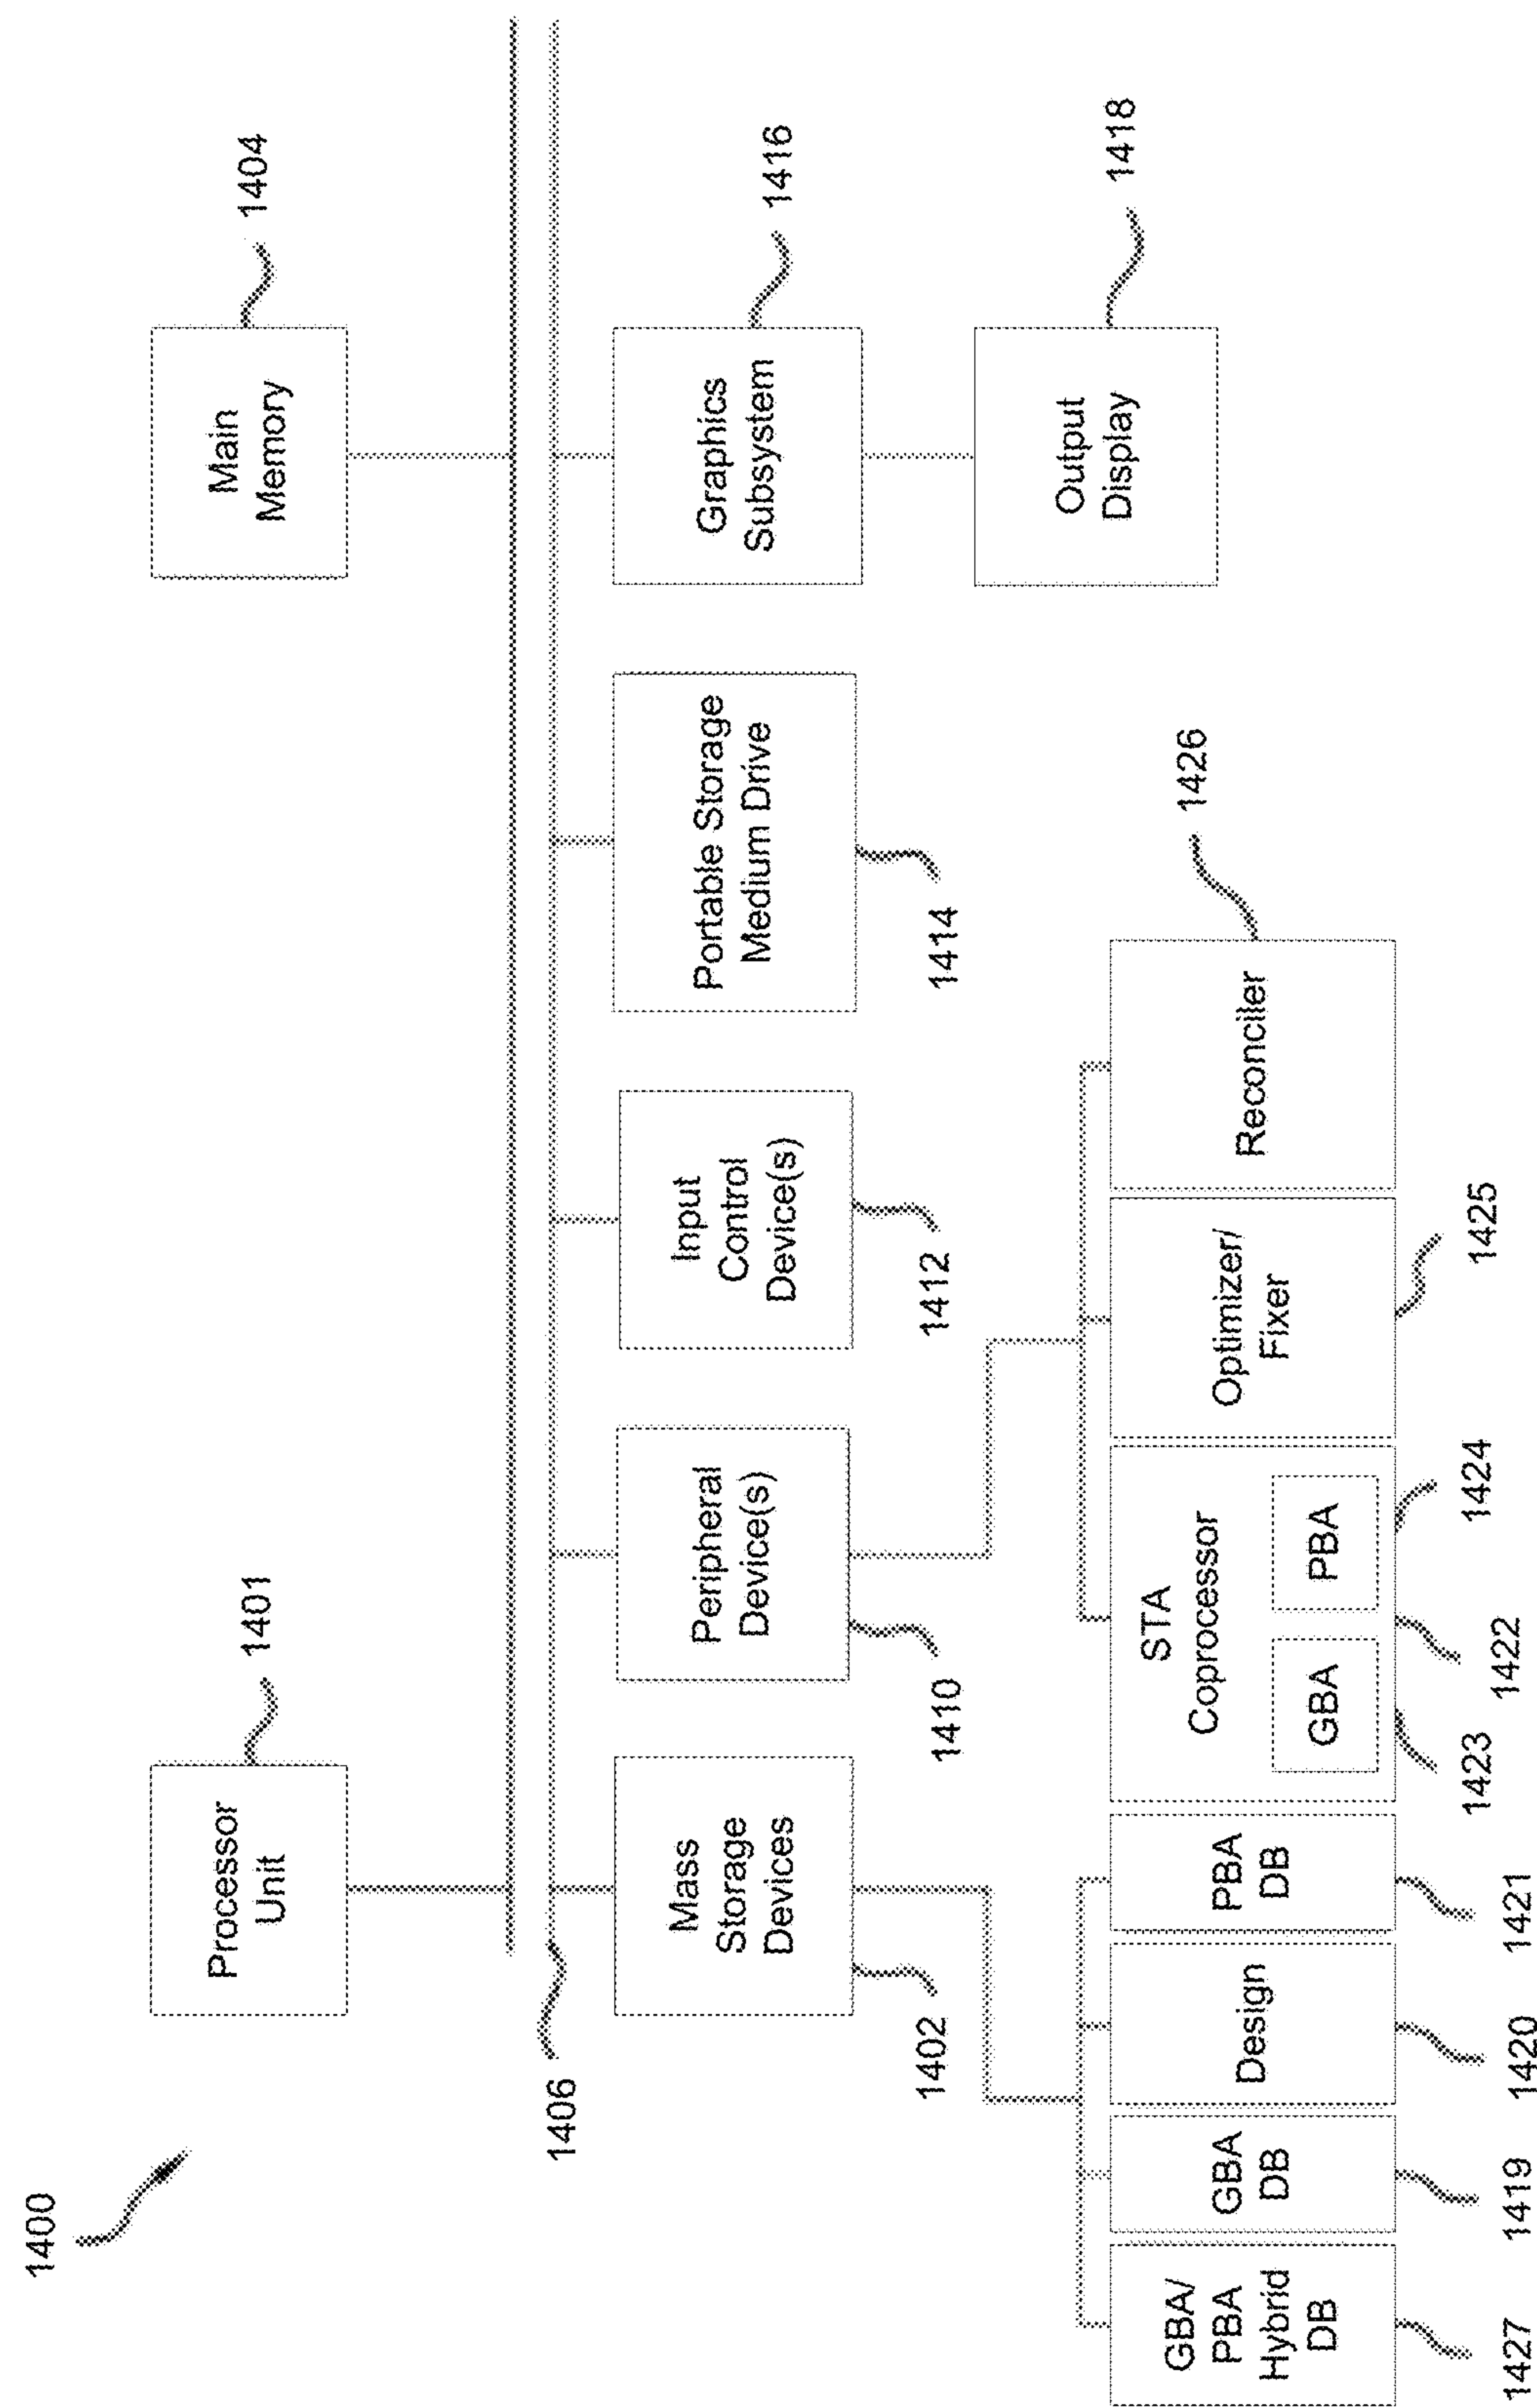 1400
Processor
Unit
1401
Main
Memory
1404
1406
Mass
Storage
Devices
1402
Peripheral
Device(s)
1410
Input
Control
Device(s)
1412
Portable Storage
Medium Drive
1414
Graphics
Subsystem
1416
Output
Display
1418
GBA/
PBA
Hybrid
DB
1427
GBA
DB
1419
Design
1420
PBA
DB
1421
STA
Coprocessor
GBA
1423
PBA
1422
1424
Optimizer/
Fixer
1425
Reconciler
1426